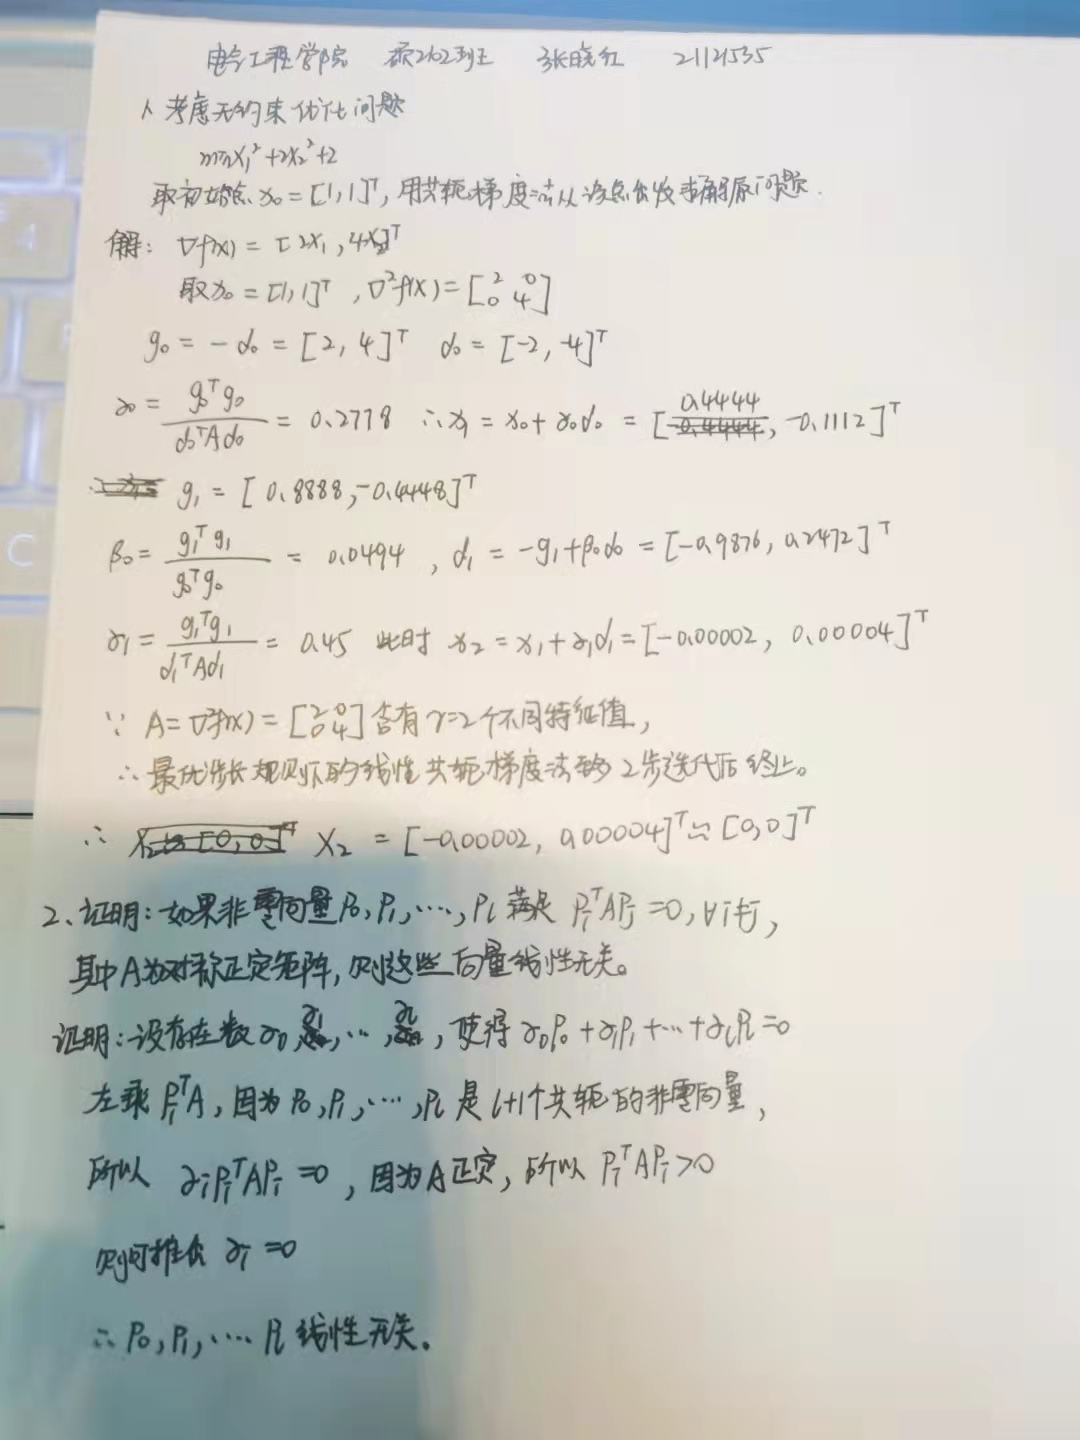 电气工程学院 硕2102班 张晓红 21121535
1、考虑无约束优化问题
min x₁²+2x₂²+2
取初始点 x₀ = [1, 1]ᵀ, 用共轭梯度法从该点出发求解原问题.
解: ∇f(x) = [2x₁, 4x₂]ᵀ
取x₀ = [1, 1]ᵀ, ∇²f(x) = [2 0; 0 4]
g₀ = -d₀ = [2, 4]ᵀ d₀ = [-2, -4]ᵀ
α₀ = g₀ᵀg₀ / d₀ᵀAd₀ = 0.2778 ∴x₁ = x₀+α₀d₀ = [0.4444, -0.1112]ᵀ
g₁ = [0.8888, -0.4448]ᵀ
β₀ = g₁ᵀg₁ / g₀ᵀg₀ = 0.0494, d₁ = -g₁+β₀d₀ = [-0.9876, 0.2472]ᵀ
α₁ = g₁ᵀg₁ / d₁ᵀAd₁ = 0.45 此时 x₂ = x₁+α₁d₁ = [-0.00002, 0.00004]ᵀ
∵ A = ∇²f(x) = [2 0; 0 4] 含有 r=2个不同特征值,
∴ 最优步长规则下的线性共轭梯度法至多2步迭代后终止。
∴ X₂ = [-0.00002, 0.00004]ᵀ ≈ [0,0]ᵀ
2、证明: 如果非零向量P₀, P₁, ……, Pₗ 满足 PᵢᵀAPⱼ = 0, ∀i≠j,
其中A为对称正定矩阵, 则这些向量线性无关。
证明: 设存在数 α₀, α₁, …, αₗ, 使得 α₀P₀+α₁P₁+…+αₗPₗ=0
左乘 PᵢᵀA, 因为 P₀, P₁, ……, Pₗ 是 l+1个共轭的非零向量,
所以 αᵢPᵢᵀAPᵢ = 0, 因为A正定, 所以 PᵢᵀAPᵢ>0
则可推出 αᵢ = 0
∴ P₀, P₁, …… Pₗ 线性无关。